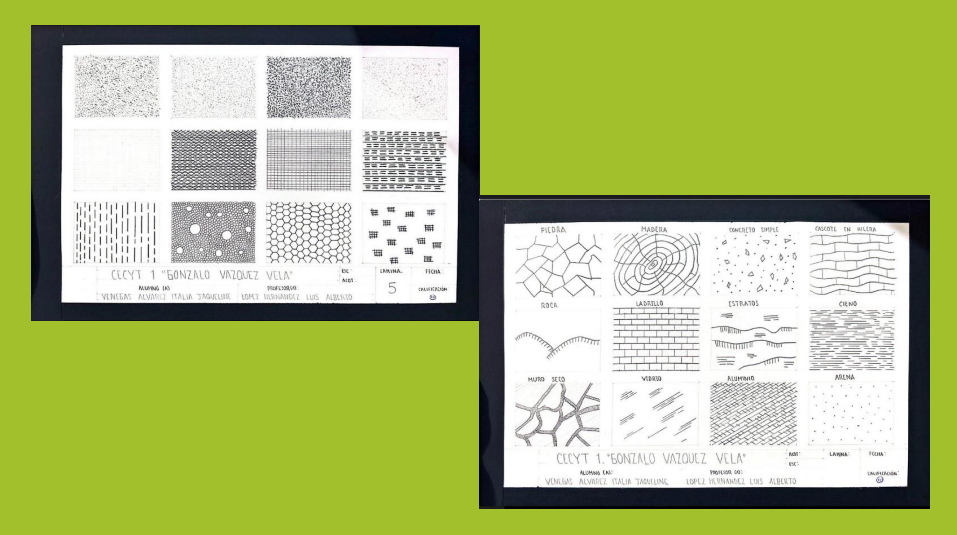 CECYT 1 "GONZALO VAZQUEZ VELA"
ESC:
ACOT:
LAMINA:
5
FECHA
CALIFICACION
ALUMNO (A):
PROFESOR(A):
VENEGAS ALVAREZ ITALIA JAQUELINE
LOPEZ HERNANDEZ LUIS ALBERTO
PIEDRA
MADERA
CONCRETO SIMPLE
CASCOTE EN HILERA
ROCA
LADRILLO
ESTRATOS
CIENO
MURO SECO
VIDRIO
ALUMINIO
ARENA
CECYT 1. "GONZALO VAZQUEZ VELA"
ACOT:
ESC:
LAMINA:
FECHA:
CALIFICACION:
ALUMNO (A):
PROFESOR (A):
VENEGAS ALVAREZ ITALIA JAQUELINE
LOPEZ HERNANDEZ LUIS ALBERTO